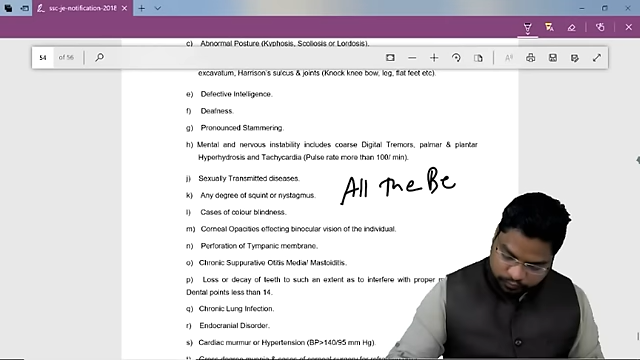 ssc-je-notification-2018
c) Abnormal Posture (Kyphosis, Scoliosis or Lordosis).
54 of 56
excavatum, Harrison's sulcus & joints (Knock knee bow, leg, flat feet etc).
e) Defective Intelligence.
f) Deafness.
g) Pronounced Stammering.
h) Mental and nervous instability includes coarse Digital Tremors, palmar & plantar
Hyperhydrosis and Tachycardia (Pulse rate more than 100/ min).
j) Sexually Transmitted diseases.
k) Any degree of squint or nystagmus.
All The Be
l) Cases of colour blindness.
m) Corneal Opacities effecting binocular vision of the individual.
n) Perforation of Tympanic membrane.
o) Chronic Suppurative Otitis Media/ Mastoiditis.
p) Loss or decay of teeth to such an extent as to interfere with proper
Dental points less than 14.
q) Chronic Lung Infection.
r) Endocranial Disorder.
s) Cardiac murmur or Hypertension (BP>140/95 mm Hg).